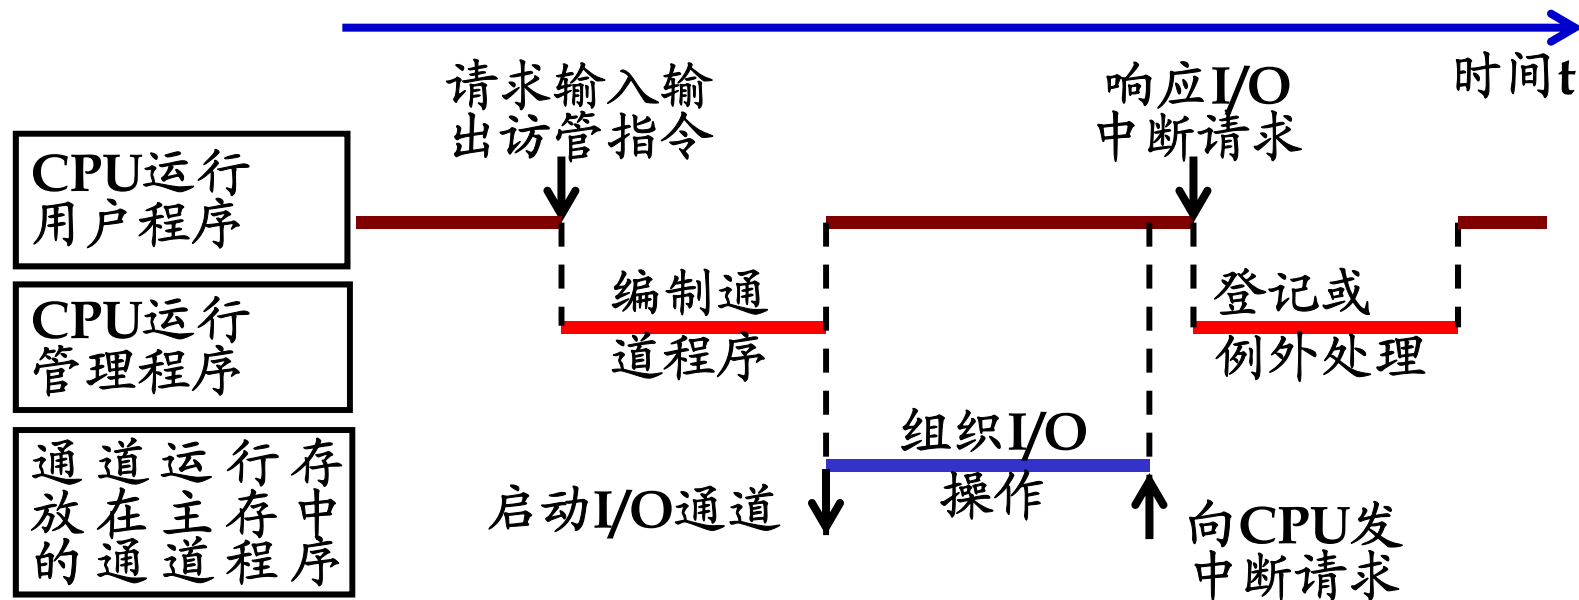 请求输入输
出访管指令
响应I/O
中断请求
时间t
CPU运行
用户程序
编制通
道程序
登记或
例外处理
CPU运行
管理程序
组织I/O
操作
通道运行存
放在主存中
的通道程序
启动I/O通道
向CPU发
中断请求